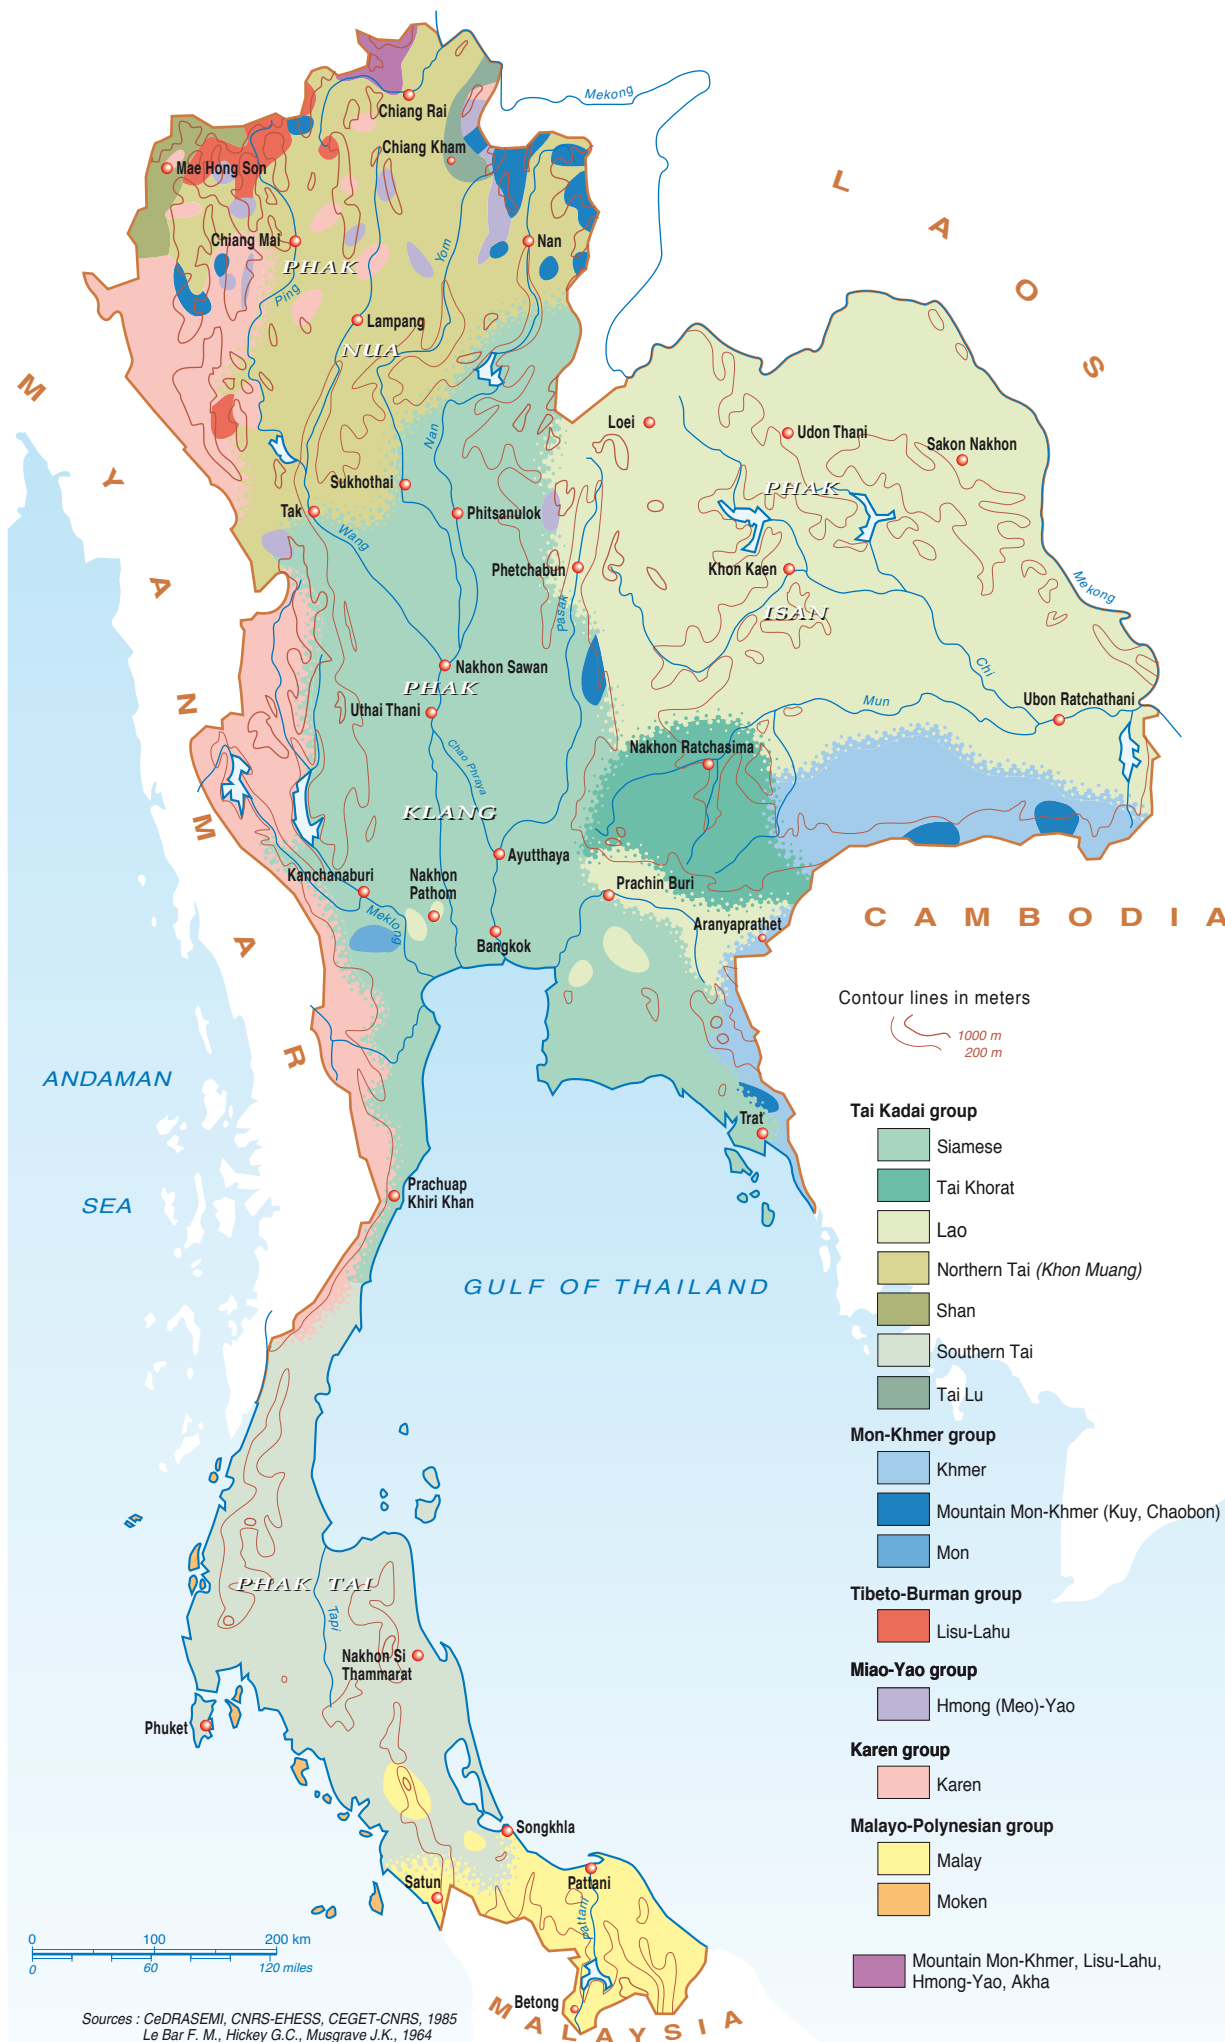 Mekong
Chiang Rai
Chiang Kham
Mae Hong Son
L A O S
Chiang Mai
Nan
Yom
PHAK
Ping
Lampang
NUA
M Y A N M A R
Loei
Udon Thani
Sakon Nakhon
Nan
Sukhothai
PHAK
Tak
Phitsanulok
Wang
Phetchabun
Khon Kaen
Mekong
Pasak
ISAN
Nakhon Sawan
Chi
PHAK
Uthai Thani
Mun
Ubon Ratchathani
Chao Phraya
Nakhon Ratchasima
KLANG
Ayutthaya
Kanchanaburi
Nakhon
Pathom
Prachin Buri
Meklong
Aranyaprathet
C A M B O D I A
Bangkok
Contour lines in meters
1000 m
200 m
ANDAMAN
SEA
Trat
Prachuap
Khiri Khan
GULF OF THAILAND
Tai Kadai group
Siamese
Tai Khorat
Lao
Northern Tai (Khon Muang)
Shan
Southern Tai
Tai Lu
Mon-Khmer group
Khmer
Mountain Mon-Khmer (Kuy, Chaobon)
Mon
Tibeto-Burman group
Lisu-Lahu
Miao-Yao group
Hmong (Meo)-Yao
Karen group
Karen
Malayo-Polynesian group
Malay
Moken
Mountain Mon-Khmer, Lisu-Lahu,
Hmong-Yao, Akha
PHAK TAI
Tapi
Nakhon Si
Thammarat
Phuket
Songkhla
Satun
Pattani
Pattani
Betong
M A L A Y S I A
0 100 200 km
0 60 120 miles
Sources : CeDRASEMI, CNRS-EHESS, CEGET-CNRS, 1985
Le Bar F. M., Hickey G.C., Musgrave J.K., 1964